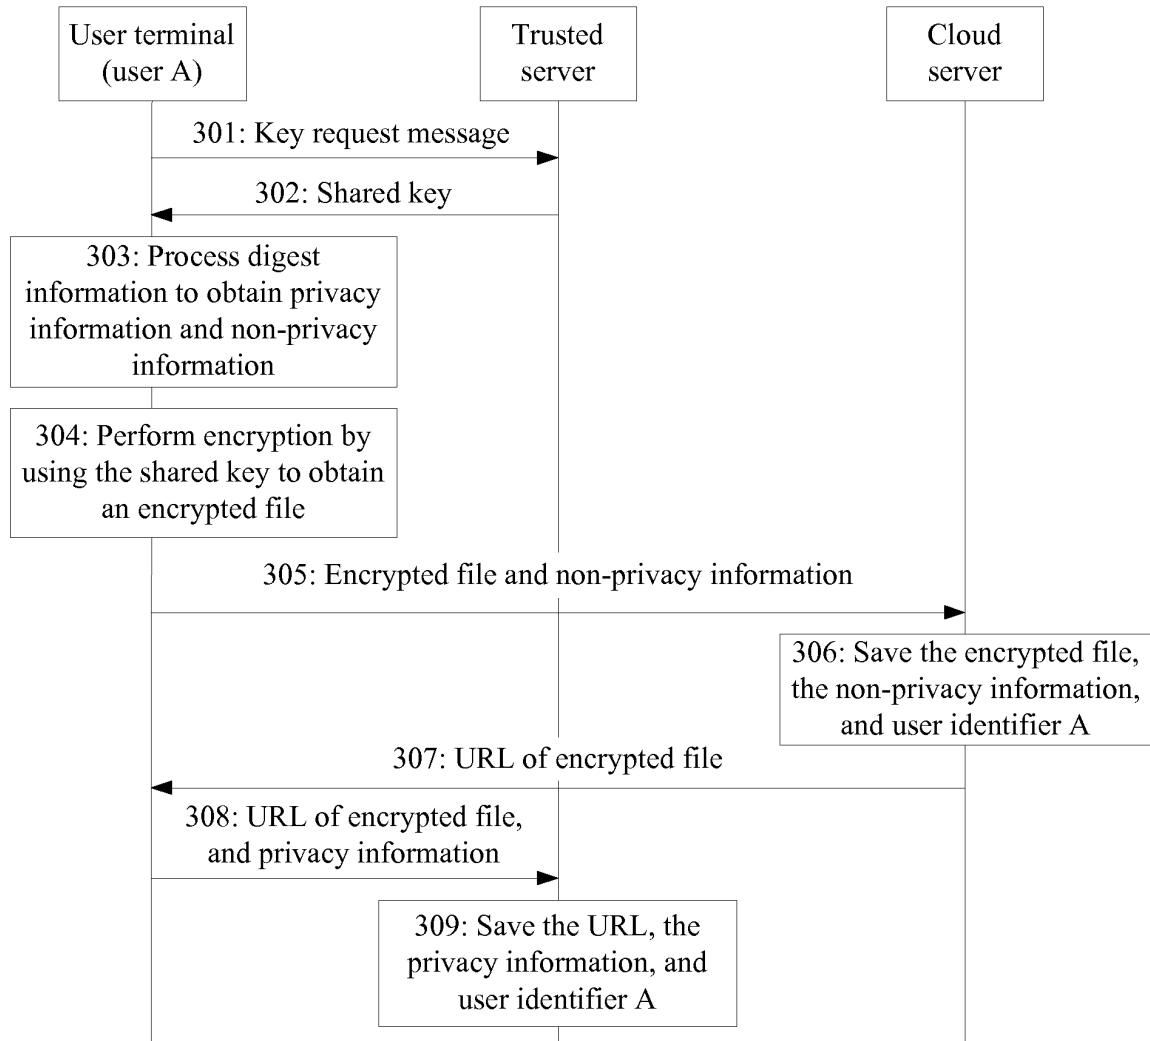 User terminal
(user A)
Trusted
server
Cloud
server
301: Key request message
302: Shared key
303: Process digest
information to obtain privacy
information and non-privacy
information
304: Perform encryption by
using the shared key to obtain
an encrypted file
305: Encrypted file and non-privacy information
306: Save the encrypted file,
the non-privacy information,
and user identifier A
307: URL of encrypted file
308: URL of encrypted file,
and privacy information
309: Save the URL, the
privacy information, and
user identifier A